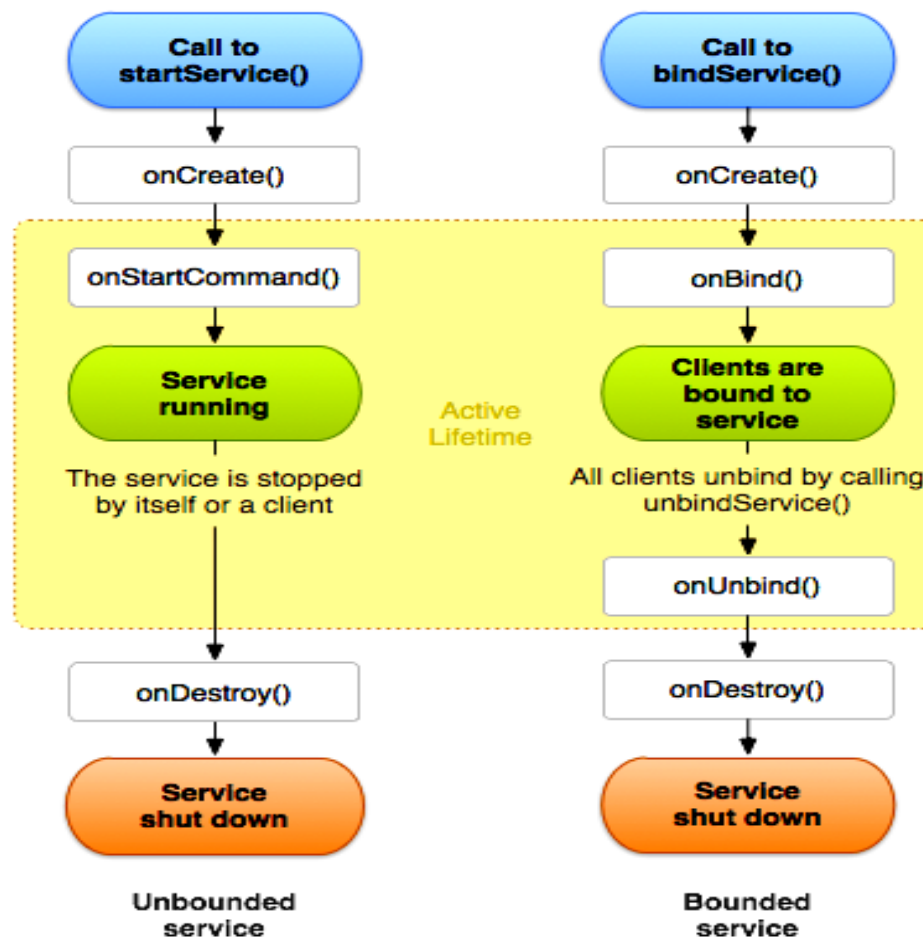 Call to
startService()
onCreate()
onStartCommand()
Service
running
The service is stopped
by itself or a client
onDestroy()
Service
shut down
Unbounded
service
Active
Lifetime
Call to
bindService()
onCreate()
onBind()
Clients are
bound to
service
All clients unbind by calling
unbindService()
onUnbind()
onDestroy()
Service
shut down
Bounded
service